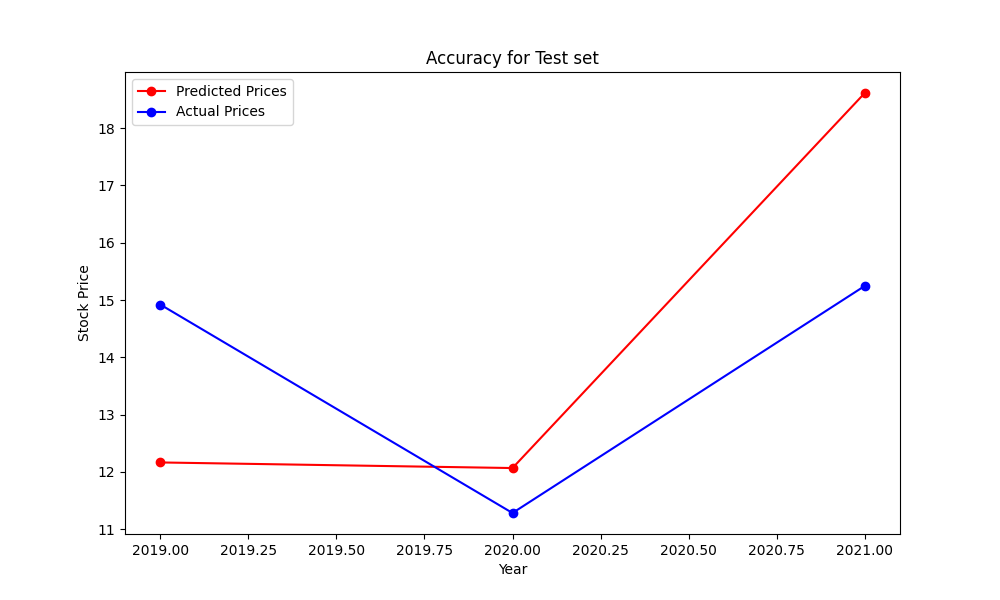 Accuracy for Test set
Predicted Prices
Actual Prices
Stock Price
18
17
16
15
14
13
12
11
2019.00 2019.25 2019.50 2019.75 2020.00 2020.25 2020.50 2020.75 2021.00
Year